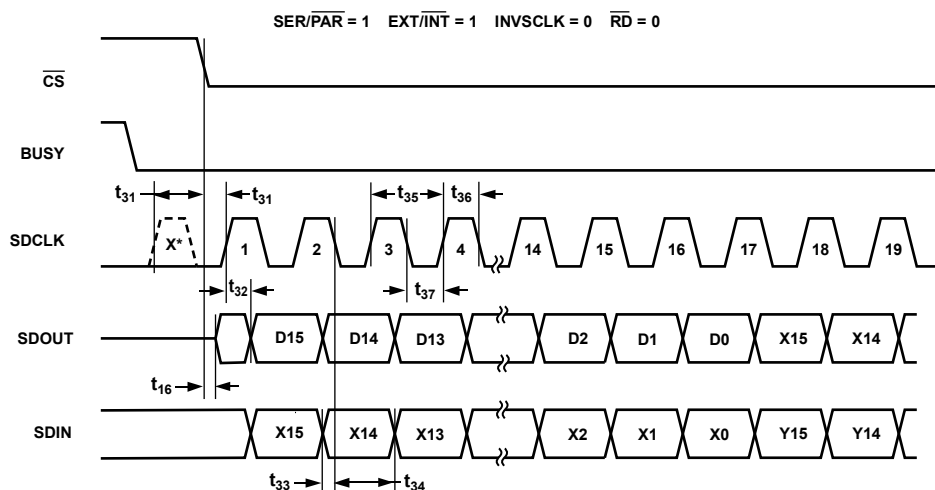 SER/PAR = 1 EXT/INT = 1 INVSCLK = 0 RD = 0
CS
BUSY
t31 t31 t35 t36
SDCLK X* 1 2 3 4 14 15 16 17 18 19
t32 t37
SDOUT D15 D14 D13 D2 D1 D0 X15 X14
t16
SDIN X15 X14 X13 X2 X1 X0 Y15 Y14
t33 t34